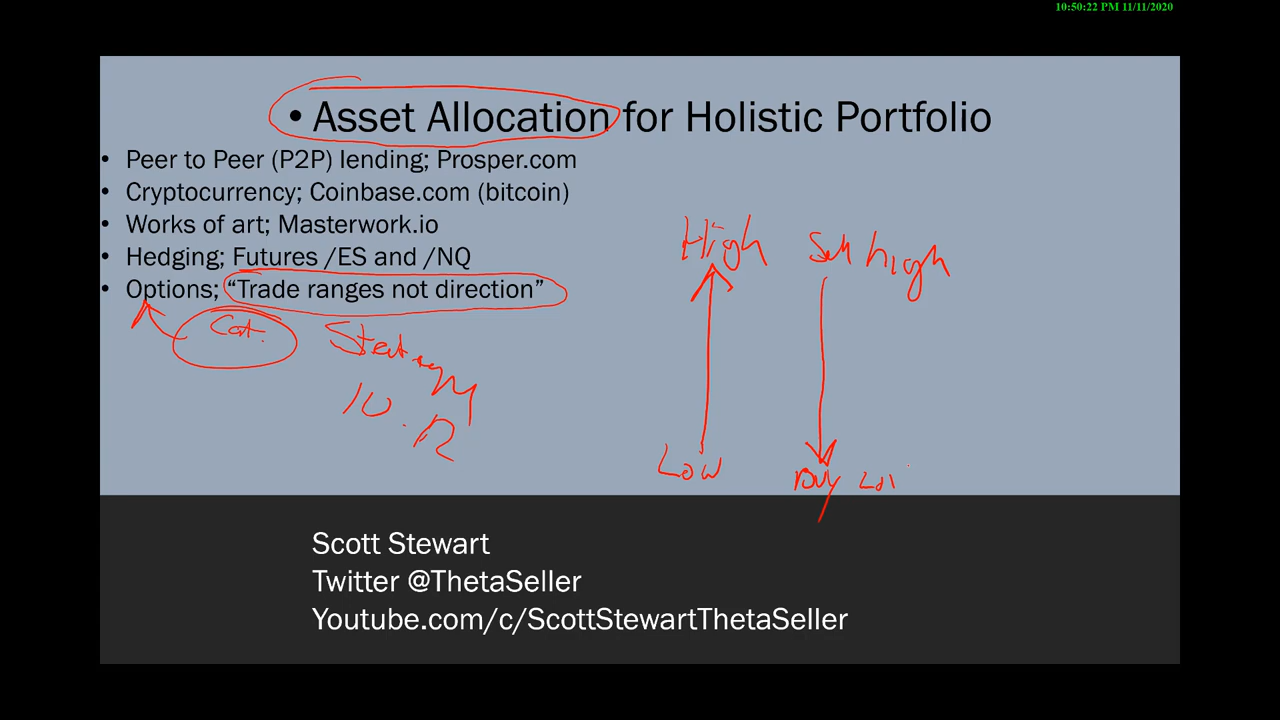 10:50:22 PM 11/11/2020
• Asset Allocation for Holistic Portfolio
• Peer to Peer (P2P) lending; Prosper.com
• Cryptocurrency; Coinbase.com (bitcoin)
• Works of art; Masterwork.io
• Hedging; Futures /ES and /NQ
• Options; “Trade ranges not direction”
High
Sell high
Low
Buy
Scott Stewart
Twitter @ThetaSeller
Youtube.com/c/ScottStewartThetaSeller